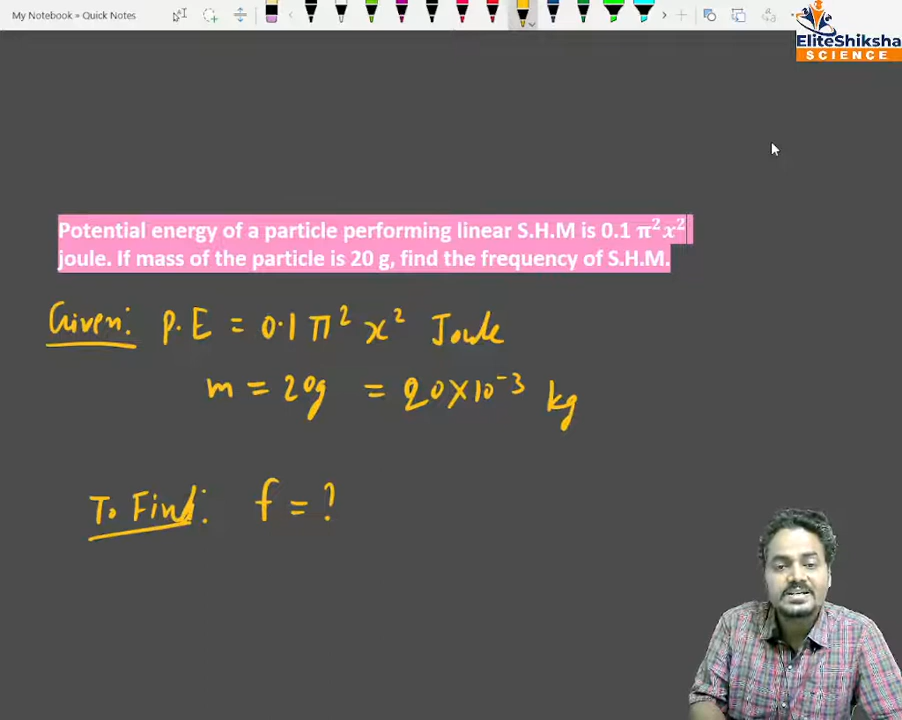 My Notebook » Quick Notes
EliteShiksha
SCIENCE
Potential energy of a particle performing linear S.H.M is 0.1 π²x²
joule. If mass of the particle is 20 g, find the frequency of S.H.M.
Given: P.E = 0.1 π² x² Joule
m = 20g = 20×10⁻³ kg
To Find: f = ?